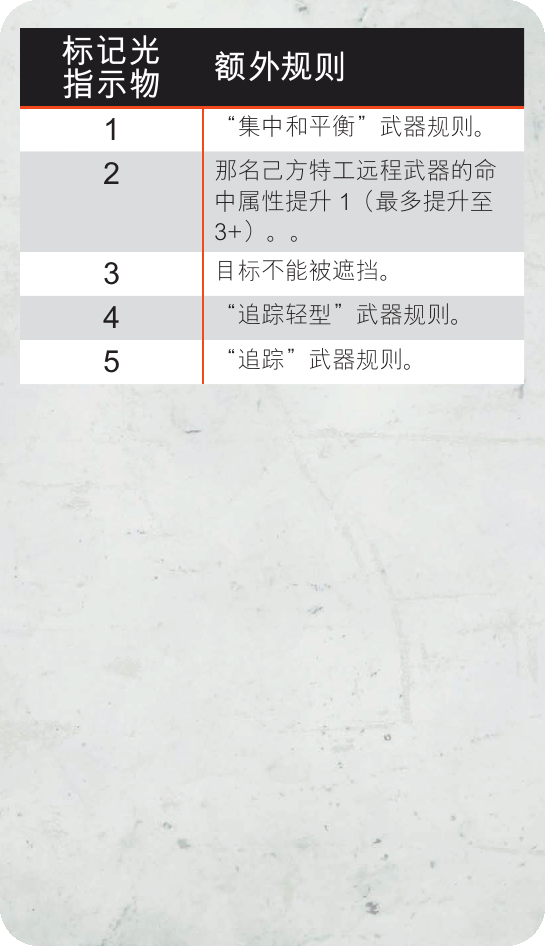 标记光
指示物
额外规则
1
“集中和平衡”武器规则。
2
那名己方特工远程武器的命
中属性提升 1（最多提升至
3+）。。
3
目标不能被遮挡。
4
“追踪轻型”武器规则。
5
“追踪”武器规则。